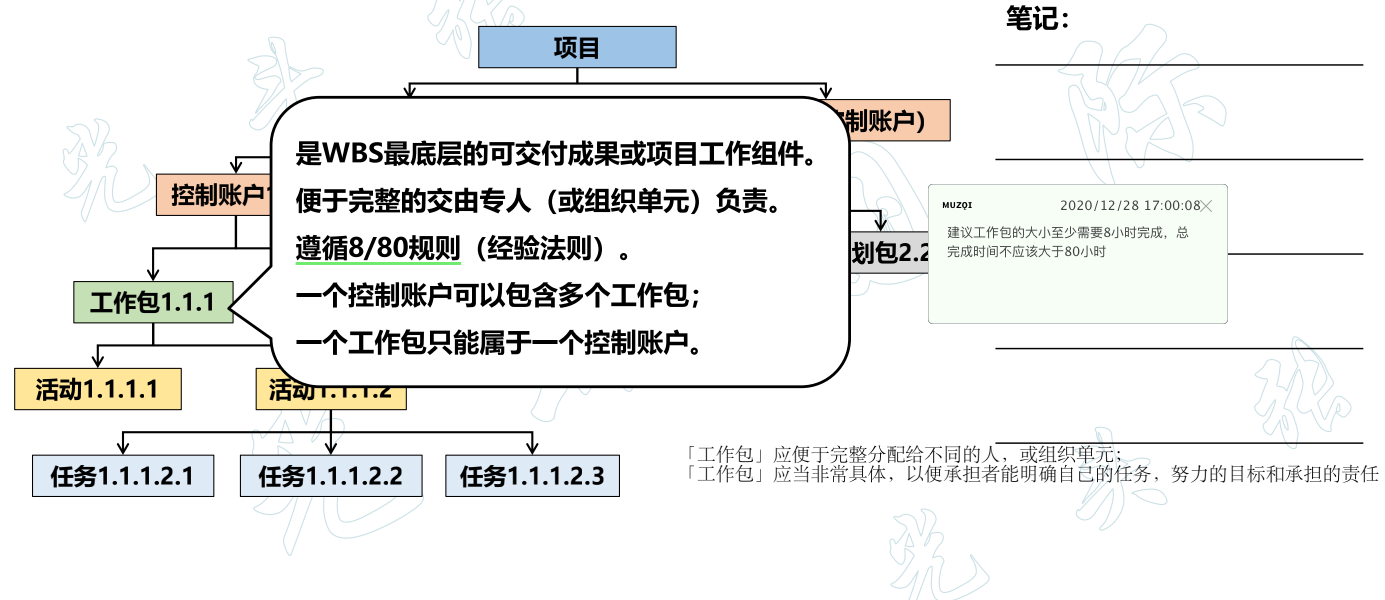 笔记：
项目
控制账户）
是WBS最底层的可交付成果或项目工作组件。
便于完整的交由专人（或组织单元）负责。
遵循8/80规则（经验法则）。
一个控制账户可以包含多个工作包；
一个工作包只能属于一个控制账户。
控制账户
划包2.2
MUZQI 2020/12/28 17:00:08
建议工作包的大小至少需要8小时完成，总
完成时间不应该大于80小时
工作包1.1.1
活动1.1.1.1
活动1.1.1.2
任务1.1.1.2.1
任务1.1.1.2.2
任务1.1.1.2.3
「工作包」应便于完整分配给不同的人，或组织单元；
「工作包」应当非常具体，以便承担者能明确自己的任务，努力的目标和承担的责任